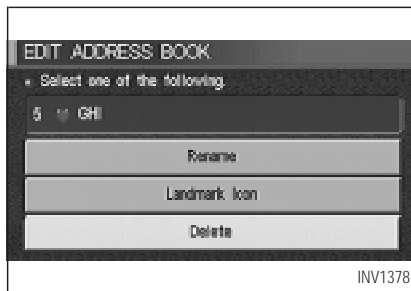 EDIT ADDRESS BOOK
Select one of the following.
5 GHI
Rename
Landmark Icon
Delete
INV1378